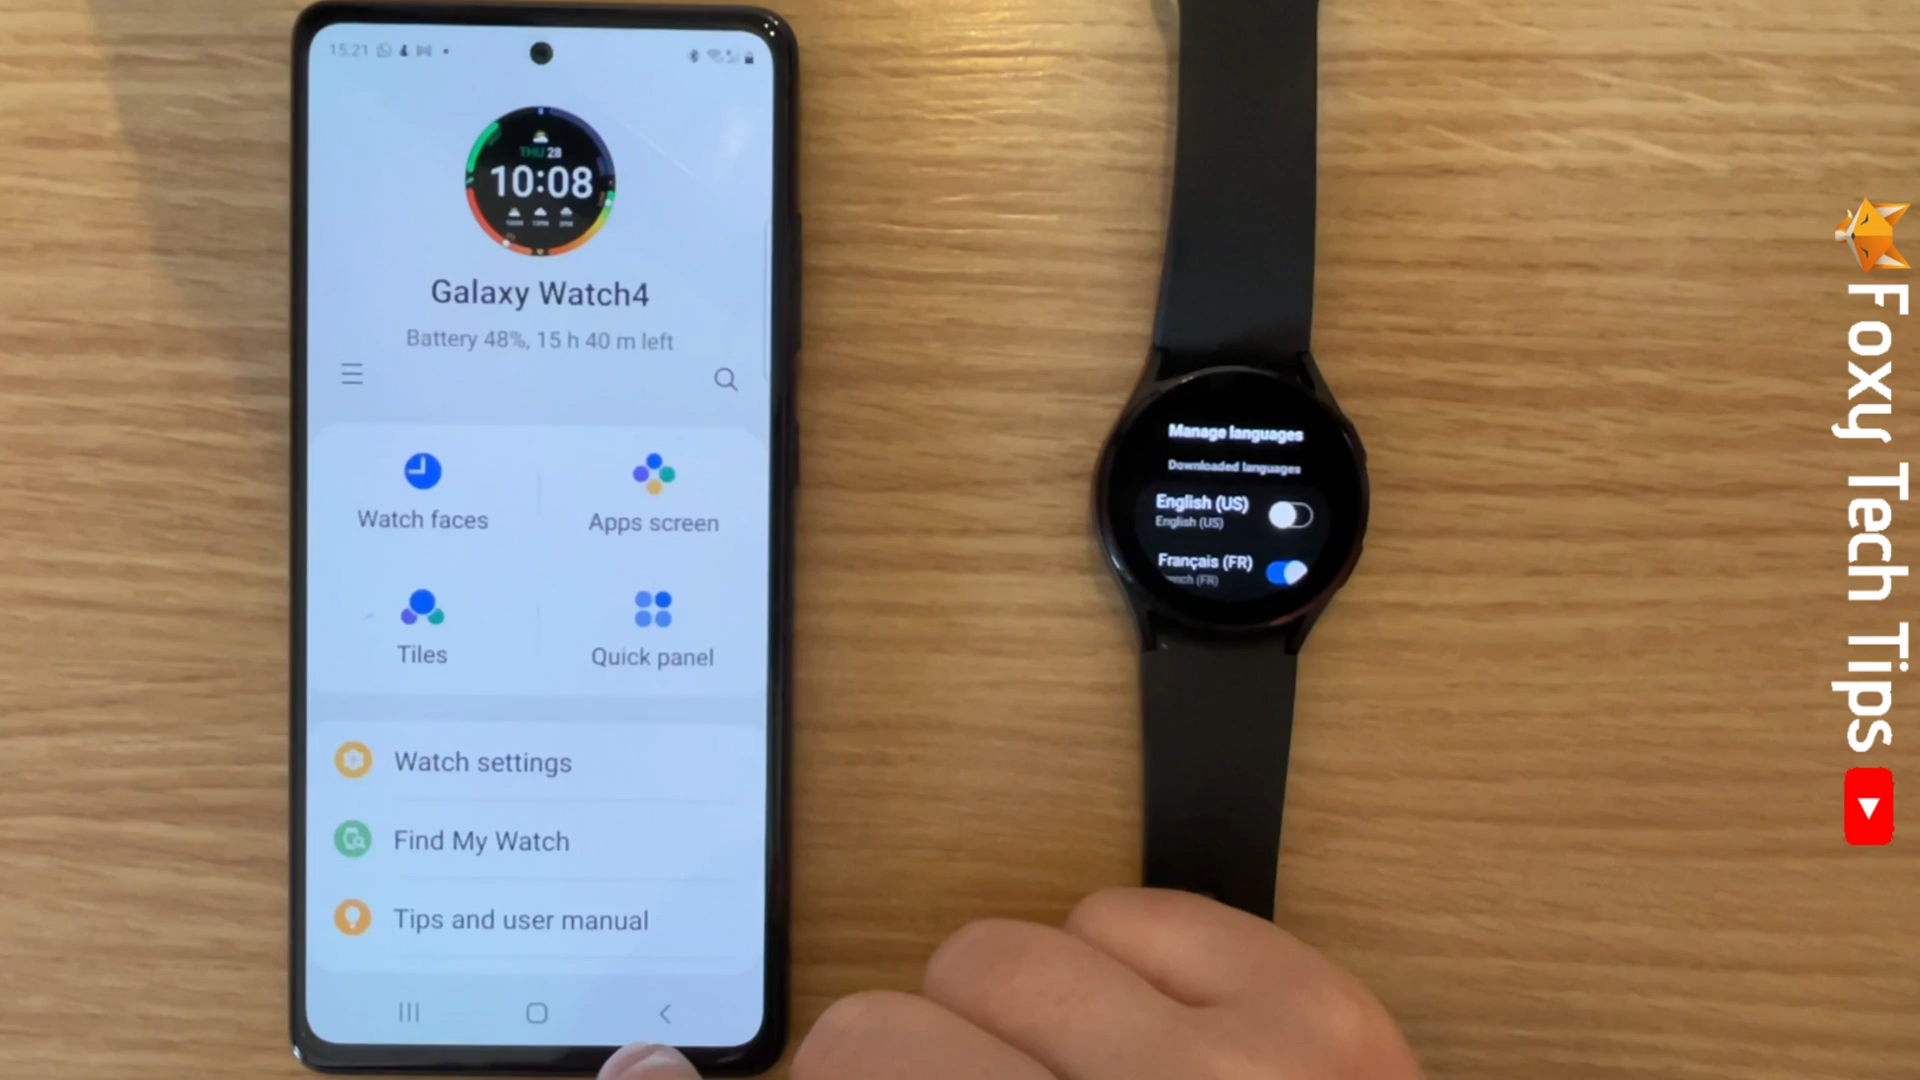 15:21
THU 28
10:08
Galaxy Watch4
Battery 48%, 15 h 40 m left
Watch faces
Apps screen
Tiles
Quick panel
Watch settings
Find My Watch
Tips and user manual
Manage languages
Downloaded languages
English (US)
English (US)
Français (FR)
(FR)
Foxy Tech Tips